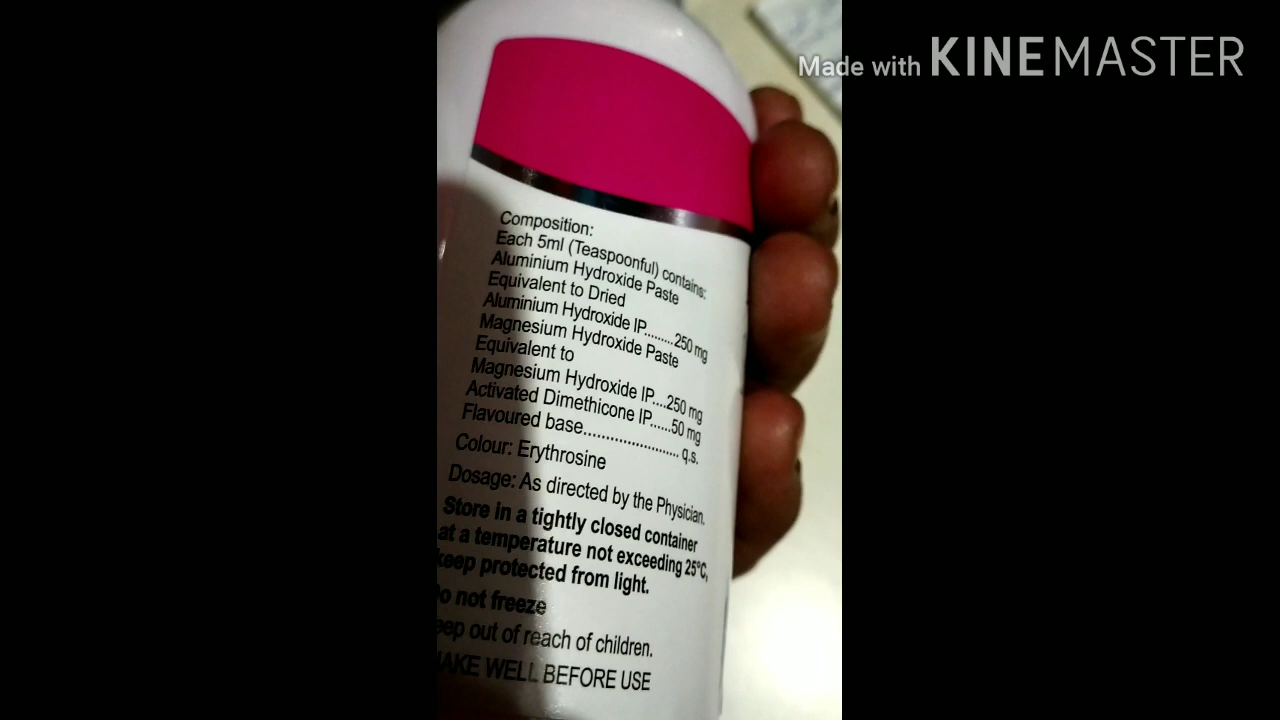 Made with KINEMASTER
Composition:
Each 5ml (Teaspoonful) contains:
Aluminium Hydroxide Paste
Equivalent to Dried
Aluminium Hydroxide IP.........250 mg
Magnesium Hydroxide Paste
Equivalent to
Magnesium Hydroxide IP....250 mg
Activated Dimethicone IP......50 mg
Flavoured base....................... q.s.
Colour: Erythrosine
Dosage: As directed by the Physician.
Store in a tightly closed container
at a temperature not exceeding 25°C,
keep protected from light.
Do not freeze
eep out of reach of children.
AKE WELL BEFORE USE